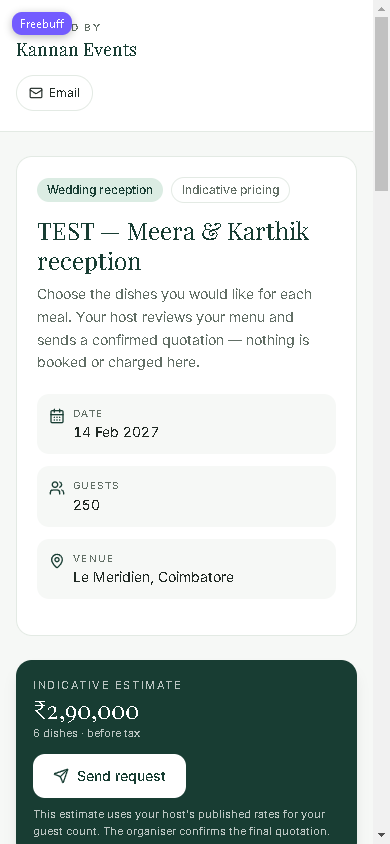 Freebuff
D BY
Kannan Events
Email
Wedding reception
Indicative pricing
TEST — Meera & Karthik
reception
Choose the dishes you would like for each
meal. Your host reviews your menu and
sends a confirmed quotation — nothing is
booked or charged here.
DATE
14 Feb 2027
GUESTS
250
VENUE
Le Meridien, Coimbatore
INDICATIVE ESTIMATE
₹2,90,000
6 dishes · before tax
Send request
This estimate uses your host's published rates for your
guest count. The organiser confirms the final quotation.